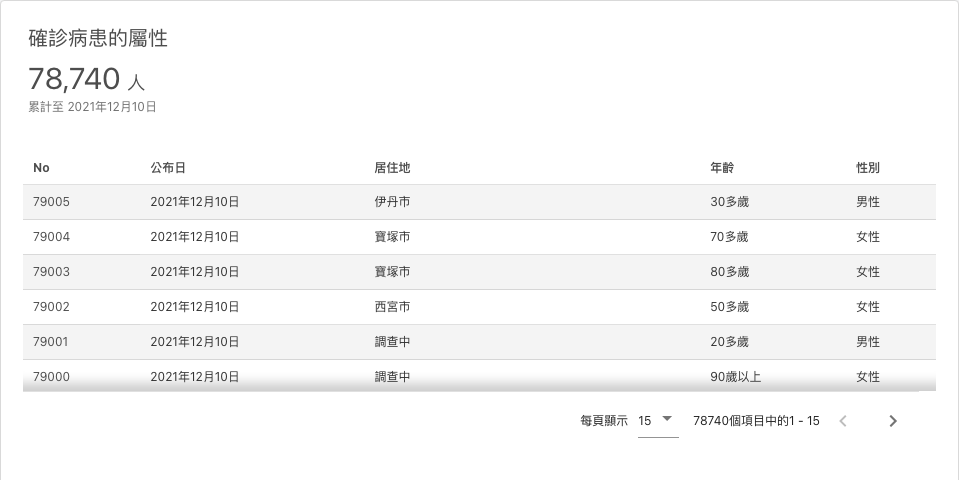 確診病患的屬性
78,740 人
累計至 2021年12月10日
No 公布日 居住地 年齡 性別
79005 2021年12月10日 伊丹市 30多歲 男性
79004 2021年12月10日 寶塚市 70多歲 女性
79003 2021年12月10日 寶塚市 80多歲 女性
79002 2021年12月10日 西宮市 50多歲 女性
79001 2021年12月10日 調查中 20多歲 男性
79000 2021年12月10日 調查中 90歲以上 女性
每頁顯示 15 78740個項目中的1 - 15